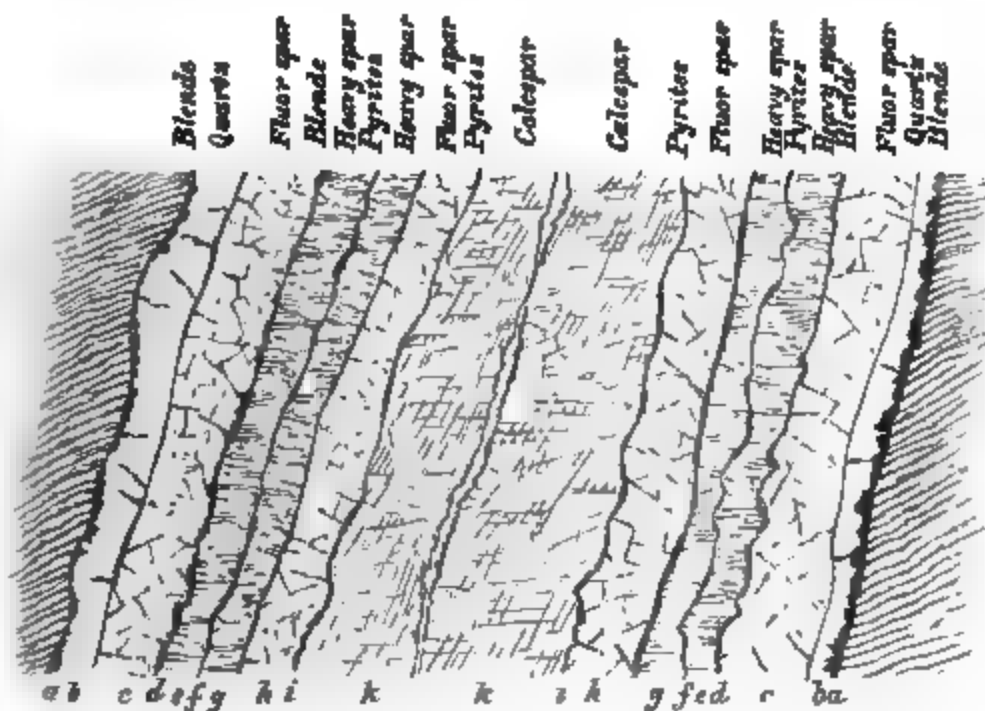 Blende
Quartz
Fluor spar
Blende
Heavy spar
Pyrites
Heavy spar
Fluor spar
Pyrites
Calcspar
Calcspar
Pyrites
Fluor spar
Heavy spar
Pyrites
Heavy spar
Blende
Fluor spar
Quartz
Blende
a b c d e f g h i k k i h g f e d c b a